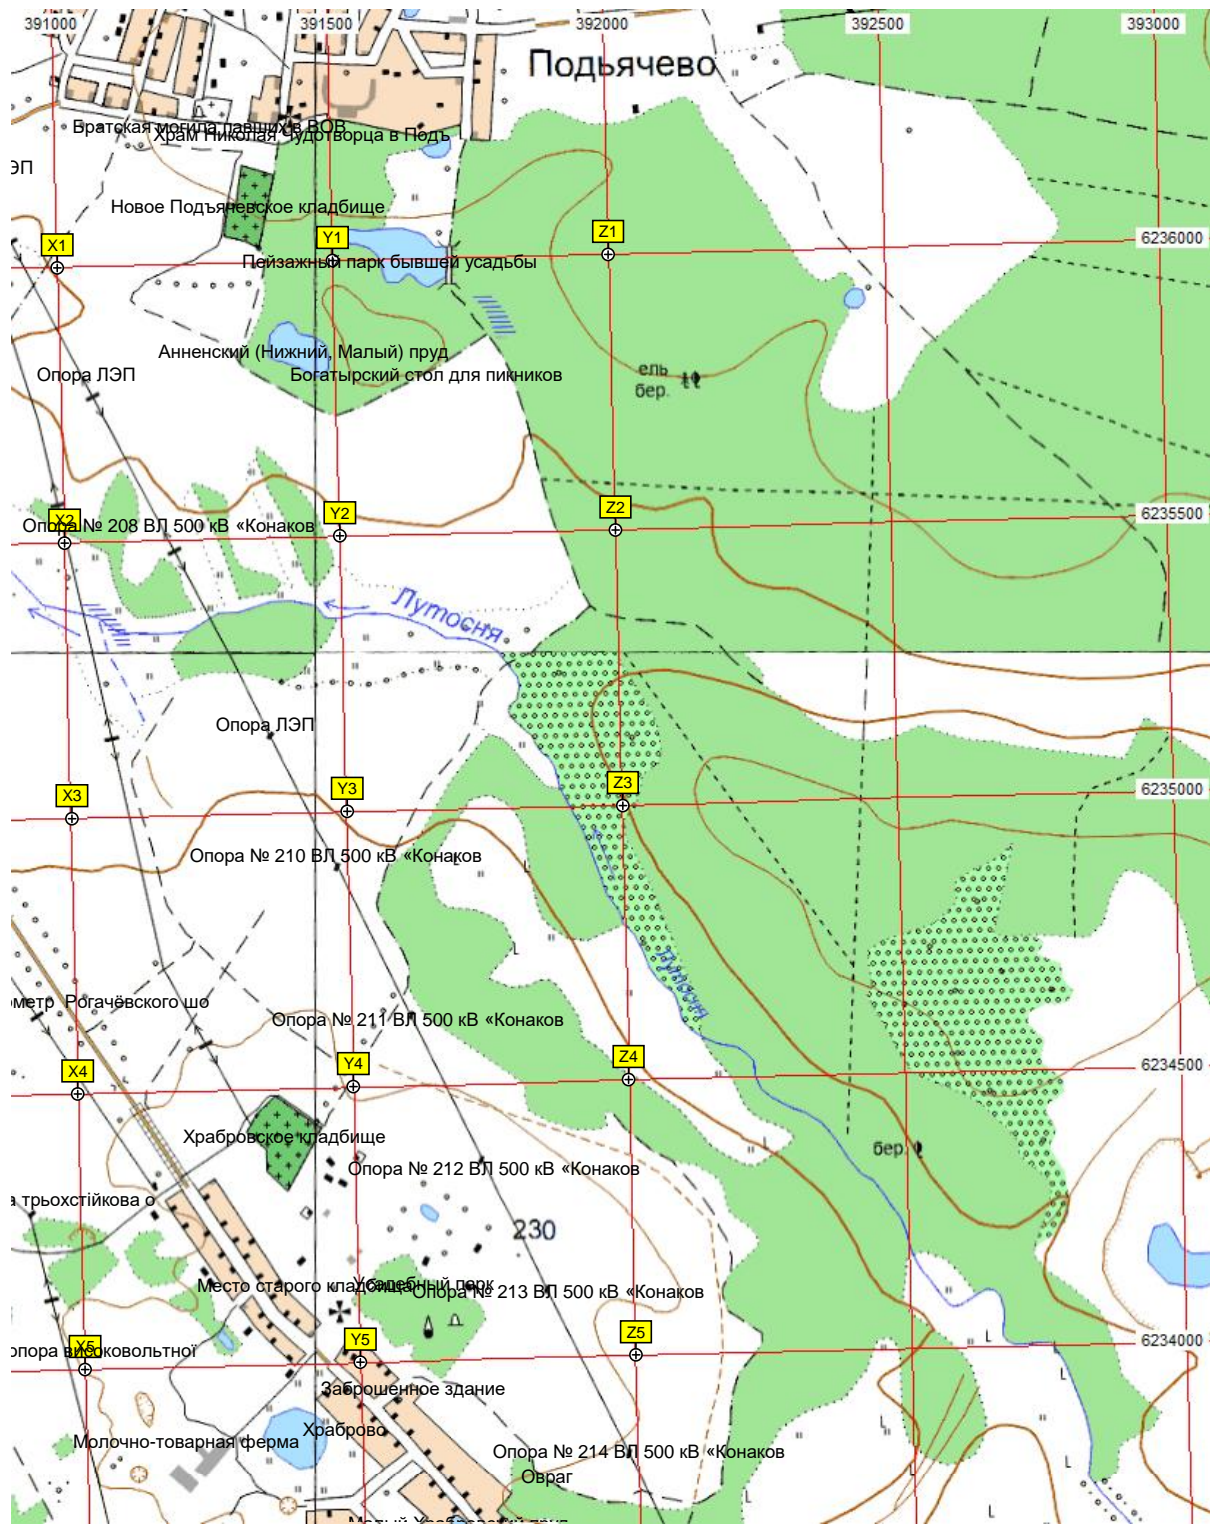 391000 391500 392000 392500 393000
Подьячево
Братская могила павших в ВОВ
Храм Николая Чудотворца в Подъ
ЭП
Новое Подъячевское кладбище
X1 Y1 Z1 6236000
Пейзажный парк бывшей усадьбы
Анненский (Нижний, Малый) пруд
Опора ЛЭП
Богатырский стол для пикников
ель
бер.
X2 Y2 Z2 6235500
Опора № 208 ВЛ 500 кВ «Конаков
Лутосня
Опора ЛЭП
X3 Y3 Z3 6235000
Опора № 210 ВЛ 500 кВ «Конаков
Лутосня
ометр Рогачёвского шо
Опора № 211 ВЛ 500 кВ «Конаков
X4 Y4 Z4 6234500
Храбровское кладбище
бер.
Опора № 212 ВЛ 500 кВ «Конаков
а трьохстійкова о
230
Место старого кладбища
Усадебный парк
Опора № 213 ВЛ 500 кВ «Конаков
X5 Y5 Z5 6234000
опора високовольтної
Заброшенное здание
Храброво
Молочно-товарная ферма
Опора № 214 ВЛ 500 кВ «Конаков
Овраг
Малый Храбровский пруд